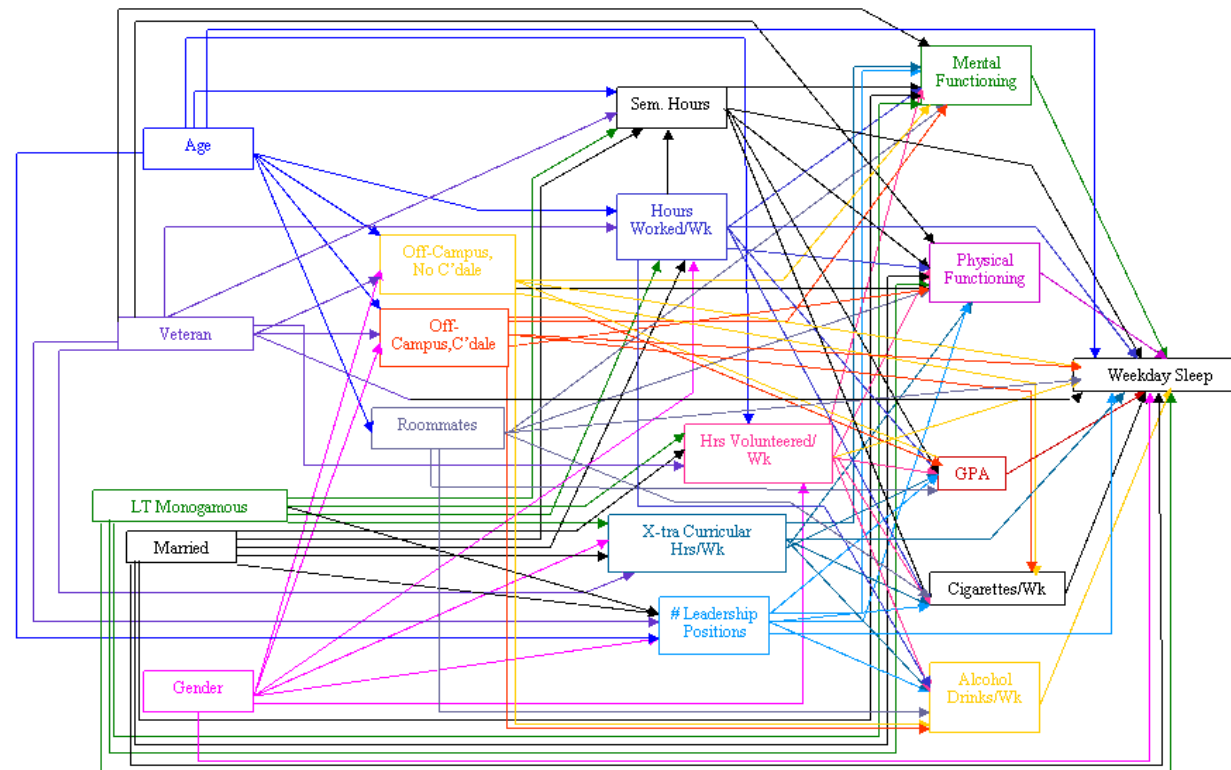 Mental
Functioning
Sem. Hours
Age
Hours
Worked/Wk
Off-Campus,
No C'dale
Physical
Functioning
Veteran
Off-
Campus,C'dale
Weekday Sleep
Roommates
Hrs Volunteered/
Wk
GPA
LT Monogamous
X-tra Curricular
Hrs/Wk
Married
Cigarettes/Wk
# Leadership
Positions
Gender
Alcohol
Drinks/Wk